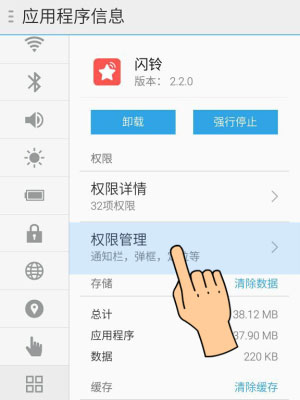 应用程序信息
闪铃
版本： 2.2.0
卸载
强行停止
权限
权限详情
32项权限
权限管理
通知栏，弹框，
等
存储
清除数据
总计
38.12 MB
应用程序
37.90 MB
数据
220 KB
缓存
清除缓存